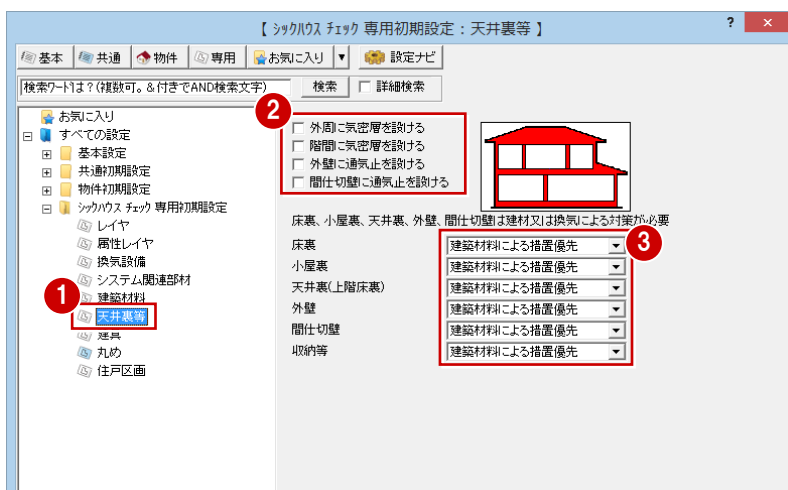 【 シックハウス チェック 専用初期設定：天井裏等 】 ? ×
基本 共通 物件 専用 お気に入り ▼ 設定ナビ
検索ワードは？(複数可。＆付きでAND検索文字) 検索 詳細検索
お気に入り
すべての設定
基本設定
共通初期設定
物件初期設定
シックハウス チェック 専用初期設定
レイヤ
属性レイヤ
換気設備
システム関連部材
建築材料
1
天井裏等
建具
丸め
住戸区画
2
外周に気密層を設ける
階間に気密層を設ける
外壁に通気止を設ける
間仕切壁に通気止を設ける
床裏、小屋裏、天井裏、外壁、間仕切壁は建材又は換気による対策が必要
3
床裏 建築材料による措置優先
小屋裏 建築材料による措置優先
天井裏(上階床裏) 建築材料による措置優先
外壁 建築材料による措置優先
間仕切壁 建築材料による措置優先
収納等 建築材料による措置優先